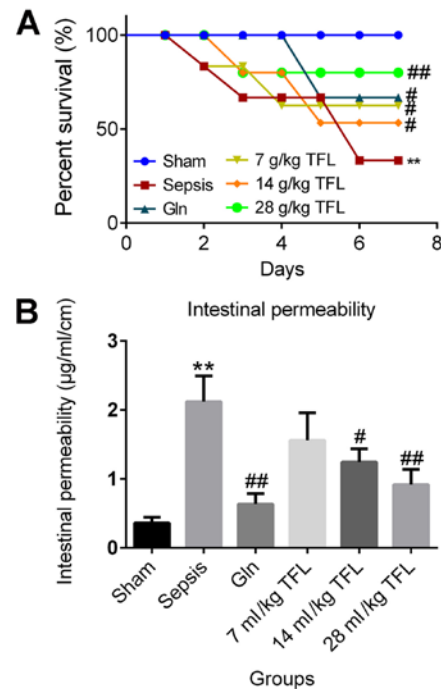 A
Percent survival (%)
100
50
0
Sham
Sepsis
Gln
7 g/kg TFL
14 g/kg TFL
28 g/kg TFL
##
#
#
#
**
0 2 4 6 8
Days
B
Intestinal permeability
Intestinal permeability (μg/ml/cm)
3
2
1
0
**
##
#
##
Sham
Sepsis
Gln
7 ml/kg TFL
14 ml/kg TFL
28 ml/kg TFL
Groups